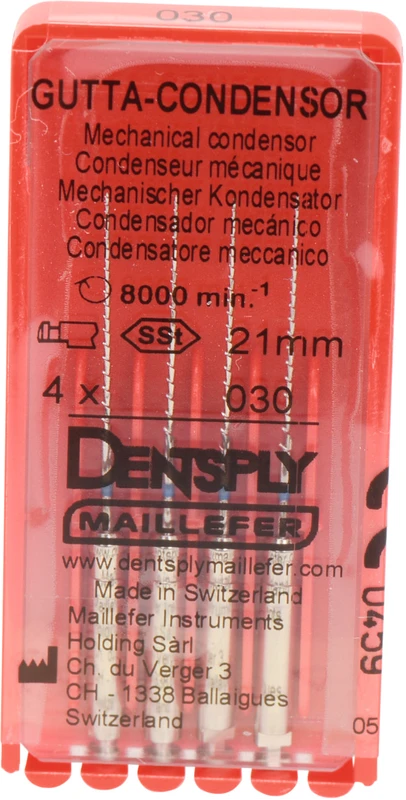 030
GUTTA-CONDENSOR
Mechanical condensor
Condenseur mécanique
Mechanischer Kondensator
Condensador mecánico
Condensatore meccanico
8000 min.-1
SSt 21mm
4 x 030
DENTSPLY
MAILLEFER
www.dentsplymaillefer.com
Made in Switzerland
Maillefer Instruments
Holding Sàrl
Ch. du Verger 3
CH - 1338 Ballaigues
Switzerland
0459
05